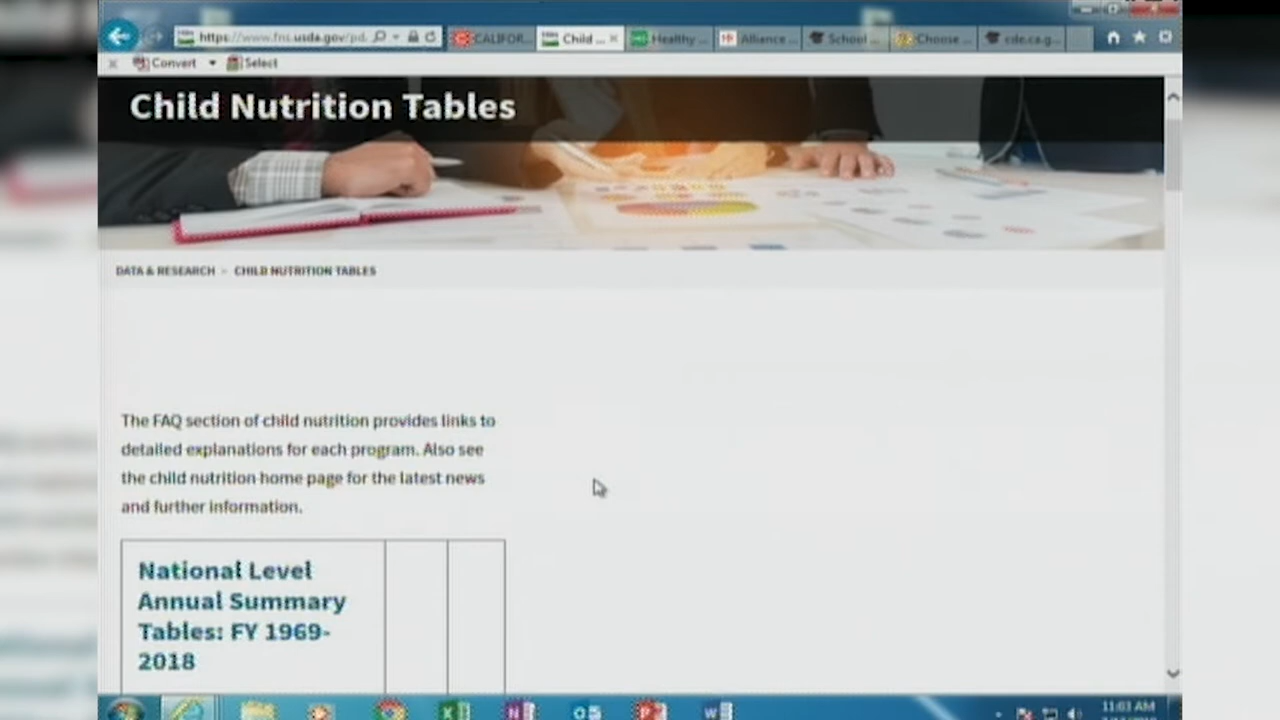 https://www.fns.usda.gov/pd.
CALIFOR...
Child ...
Healthy ...
Alliance ...
School...
Choose ...
cde.ca.g...
Convert
Select
Child Nutrition Tables
DATA & RESEARCH
CHILD NUTRITION TABLES
The FAQ section of child nutrition provides links to
detailed explanations for each program. Also see
the child nutrition home page for the latest news
and further information.
National Level
Annual Summary
Tables: FY 1969-
2018
11:03 AM